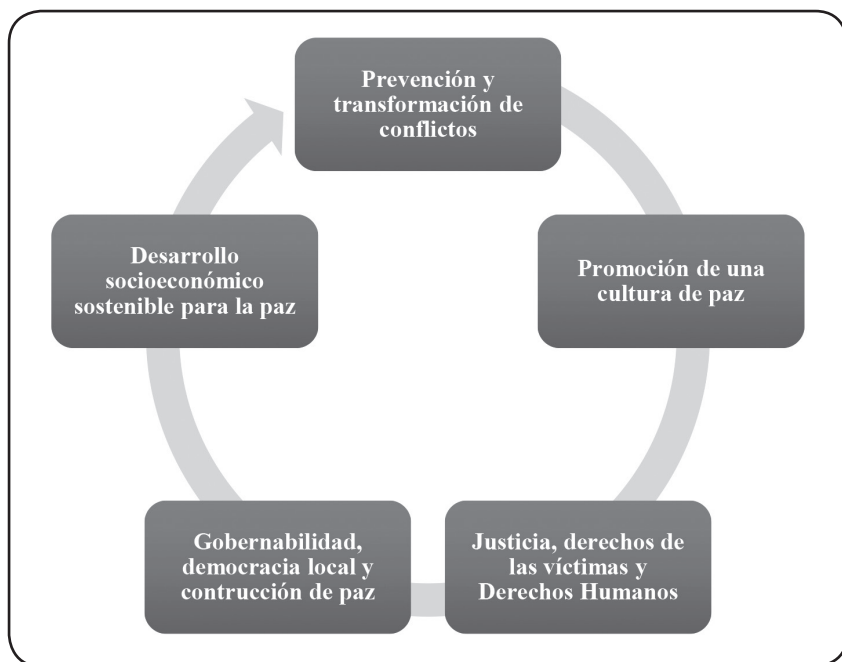 Prevención y
transformación de
conflictos
Promoción de una
cultura de paz
Justicia, derechos de
las víctimas y
Derechos Humanos
Gobernabilidad,
democracia local y
contrucción de paz
Desarrollo
socioeconómico
sostenible para la paz